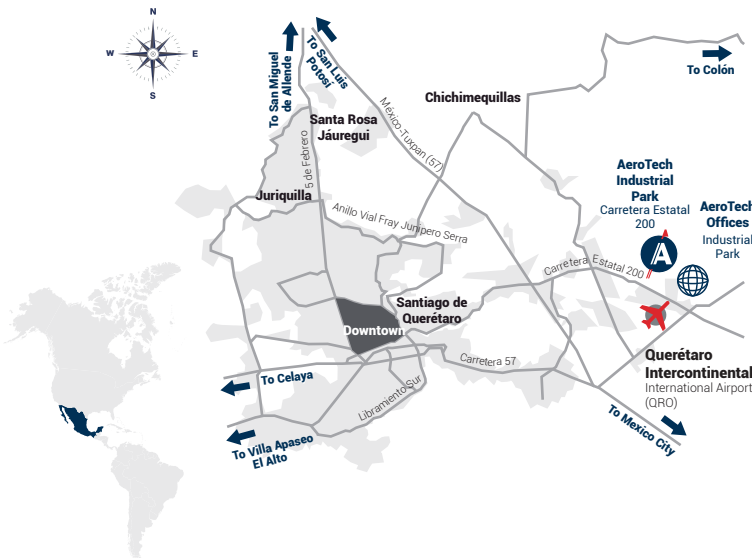 N
W
E
S
To San Miguel
de Allende
To San Luis
Potosí
To Colón
Chichimequillas
México-Tuxpan (57)
Santa Rosa
Jáuregui
5 de Febrero
Juriquilla
Anillo Vial Fray Junípero Serra
AeroTech
Industrial
Park
Carretera Estatal
200
AeroTech
Offices
Industrial
Park
A
Carretera Estatal 200
Santiago de
Querétaro
Downtown
Carretera 57
Querétaro
Intercontinental
International Airport
(QRO)
To Celaya
Libramiento Sur
To Mexico City
To Villa Apaseo
El Alto